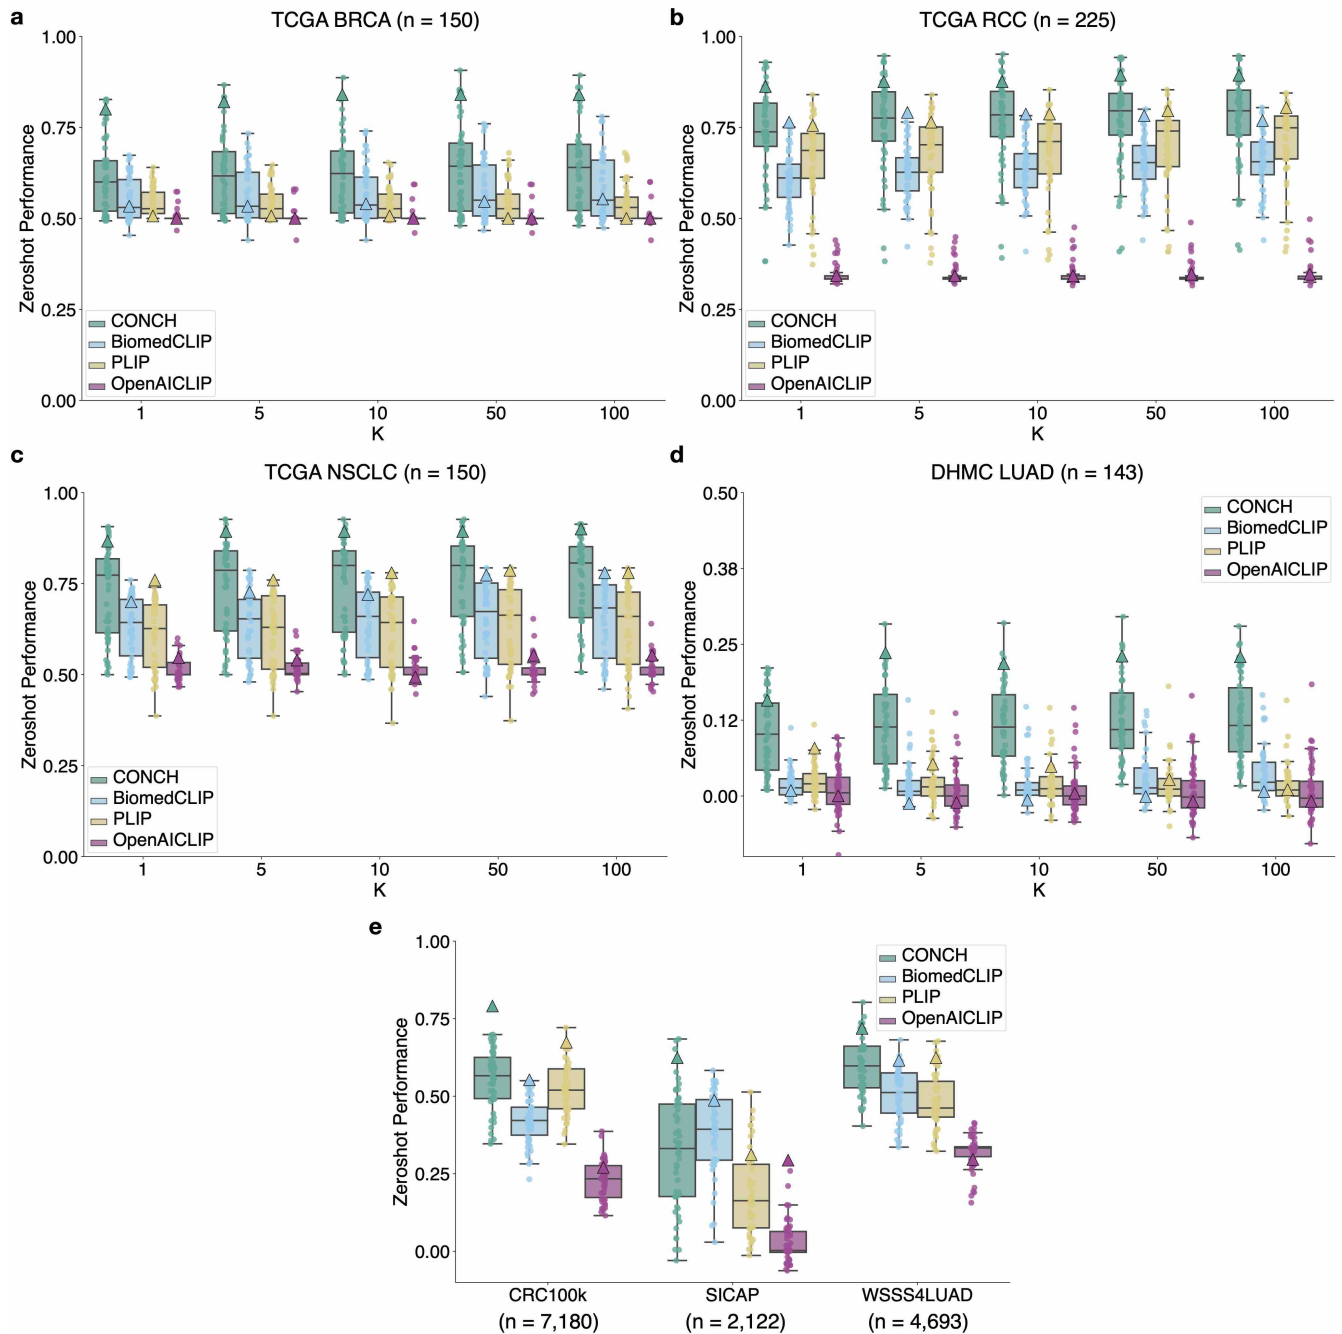 a
TCGA BRCA (n = 150)
1.00
0.75
0.50
0.25
0.00
Zeroshot Performance
CONCH
BiomedCLIP
PLIP
OpenAICLIP
1 5 10 50 100
K
b
TCGA RCC (n = 225)
1.00
0.75
0.50
0.25
0.00
Zeroshot Performance
CONCH
BiomedCLIP
PLIP
OpenAICLIP
1 5 10 50 100
K
c
TCGA NSCLC (n = 150)
1.00
0.75
0.50
0.25
0.00
Zeroshot Performance
CONCH
BiomedCLIP
PLIP
OpenAICLIP
1 5 10 50 100
K
d
DHMC LUAD (n = 143)
0.50
0.38
0.25
0.12
0.00
Zeroshot Performance
CONCH
BiomedCLIP
PLIP
OpenAICLIP
1 5 10 50 100
K
e
1.00
0.75
0.50
0.25
0.00
Zeroshot Performance
CONCH
BiomedCLIP
PLIP
OpenAICLIP
CRC100k SICAP WSSS4LUAD
(n = 7,180) (n = 2,122) (n = 4,693)